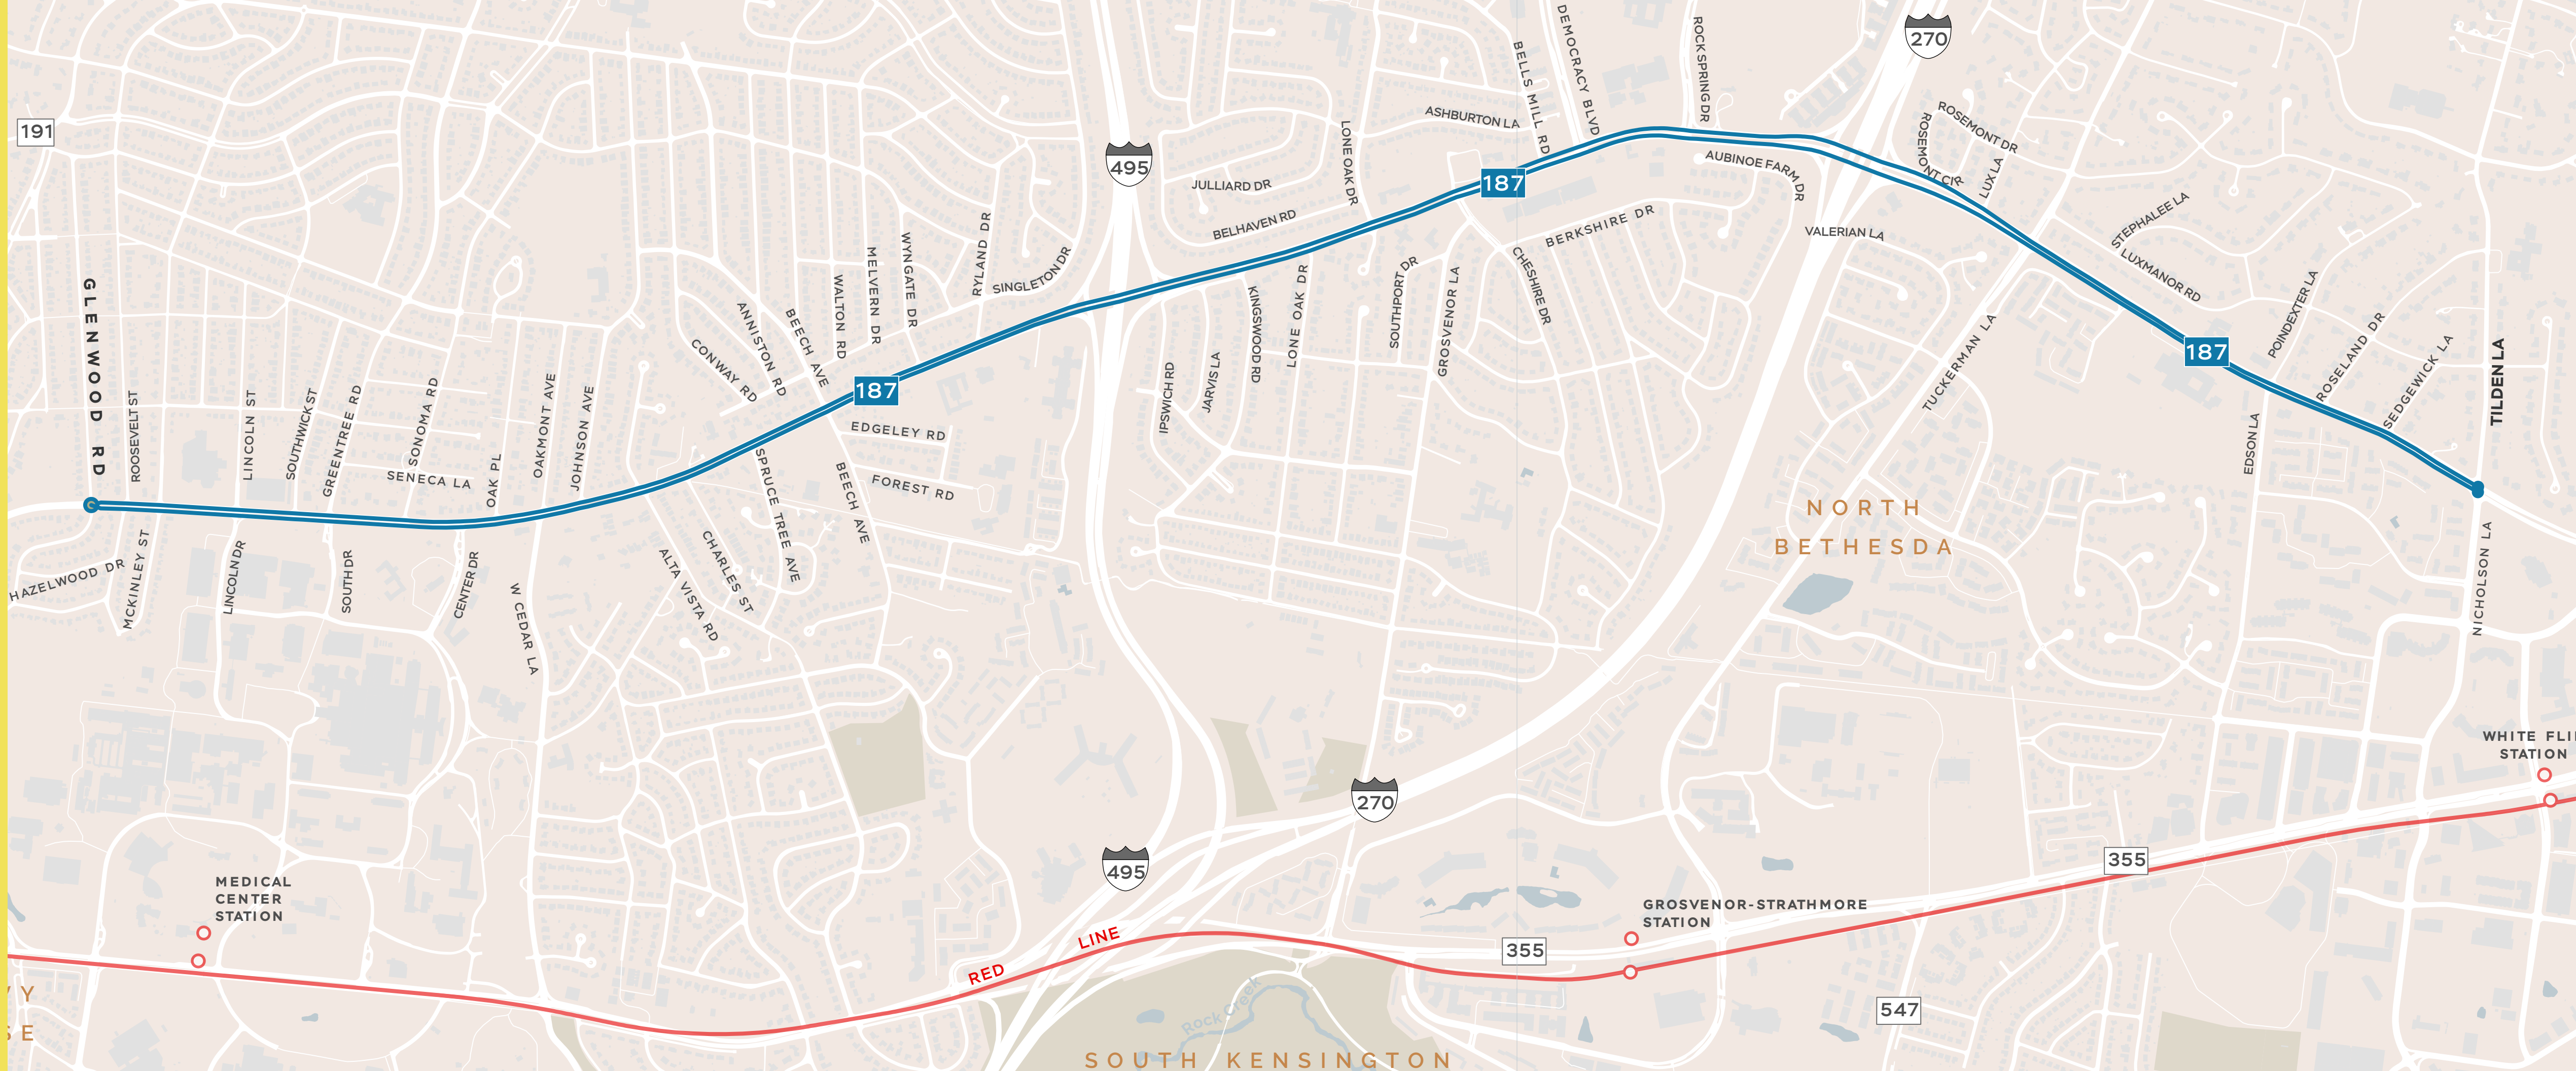 270
495
191
187
187
187
DEMOCRACY BLVD
ROCK SPRING DR
BELLS MILL RD
ASHBURTON LA
LONE OAK DR
JULLIARD DR
BELHAVEN RD
AUBINOE FARM DR
ROSEMONT DR
ROSEMONT CIR
LUX LA
STEPHALEE LA
LUXMANOR RD
VALERIAN LA
BERKSHIRE DR
CHESHIRE DR
GROSVENOR LA
SOUTHPORT DR
LONE OAK DR
KINGSWOOD RD
JARVIS LA
IPSWICH RD
SINGLETON DR
RYLAND DR
WYNGATE DR
MELVERN DR
WALTON RD
BEECH AVE
ANNISTON RD
CONWAY RD
GLENWOOD RD
ROOSEVELT ST
LINCOLN ST
SOUTHWICK ST
GREENTREE RD
SONOMA RD
SENECA LA
OAK PL
OAKMONT AVE
JOHNSON AVE
EDGELEY RD
FOREST RD
BEECH AVE
SPRUCE TREE AVE
CHARLES ST
ALTA VISTA RD
W CEDAR LA
CENTER DR
SOUTH DR
LINCOLN DR
MCKINLEY ST
HAZELWOOD DR
TUCKERMAN LA
POINDEXTER LA
ROSELAND DR
SEDGEWICK LA
TILDEN LA
EDSON LA
NICHOLSON LA
NORTH
BETHESDA
WHITE FLI
STATION
270
495
355
355
547
MEDICAL
CENTER
STATION
GROSVENOR-STRATHMORE
STATION
RED
LINE
Rock Creek
SOUTH KENSINGTON
Y
SE